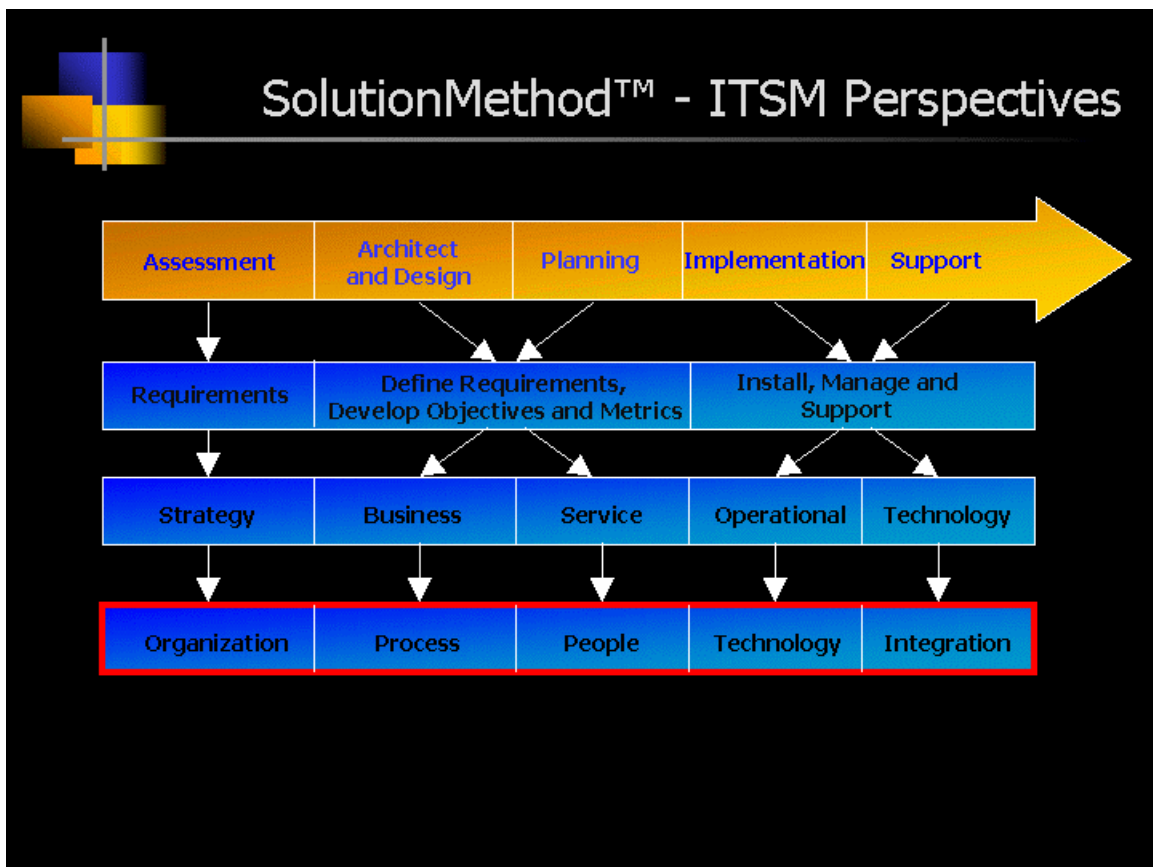 SolutionMethod™ - ITSM Perspectives
Assessment
Architect
and Design
Planning
Implementation
Support
Requirements
Define Requirements,
Develop Objectives and Metrics
Install, Manage and
Support
Strategy
Business
Service
Operational
Technology
Organization
Process
People
Technology
Integration